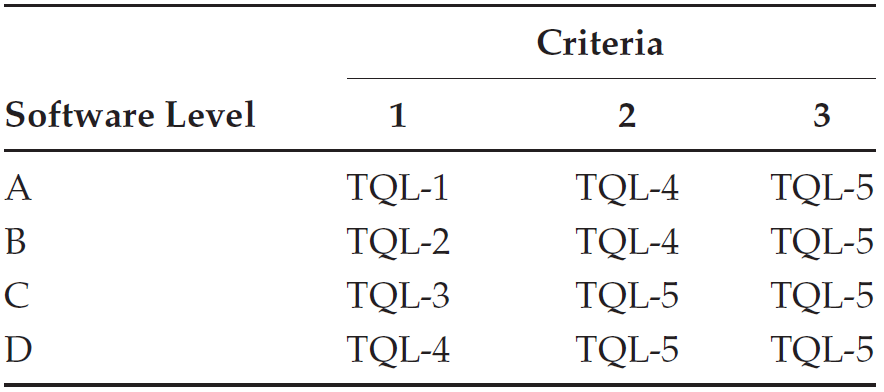 Criteria
Software Level 1 2 3
A TQL-1 TQL-4 TQL-5
B TQL-2 TQL-4 TQL-5
C TQL-3 TQL-5 TQL-5
D TQL-4 TQL-5 TQL-5